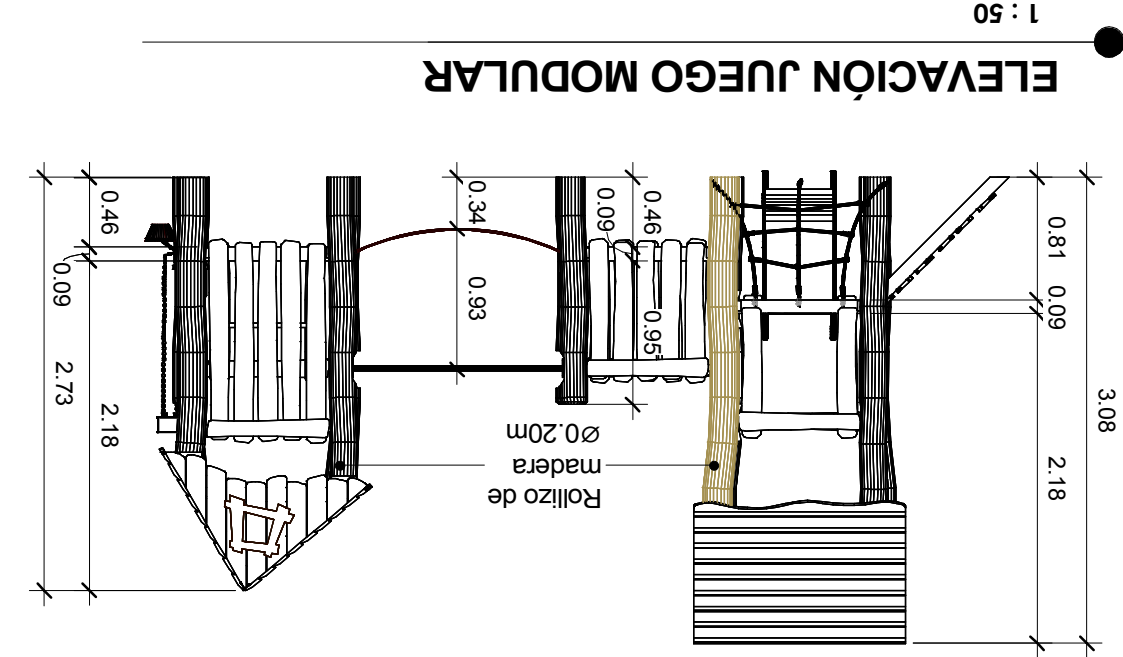 Rollizo de
madera
Ø0.20m
3.08
2.18
0.09
0.81
0.95
0.09
0.46
0.93
0.34
2.18
0.09
0.46
2.73
ELEVACIÓN JUEGO MODULAR
1 : 50